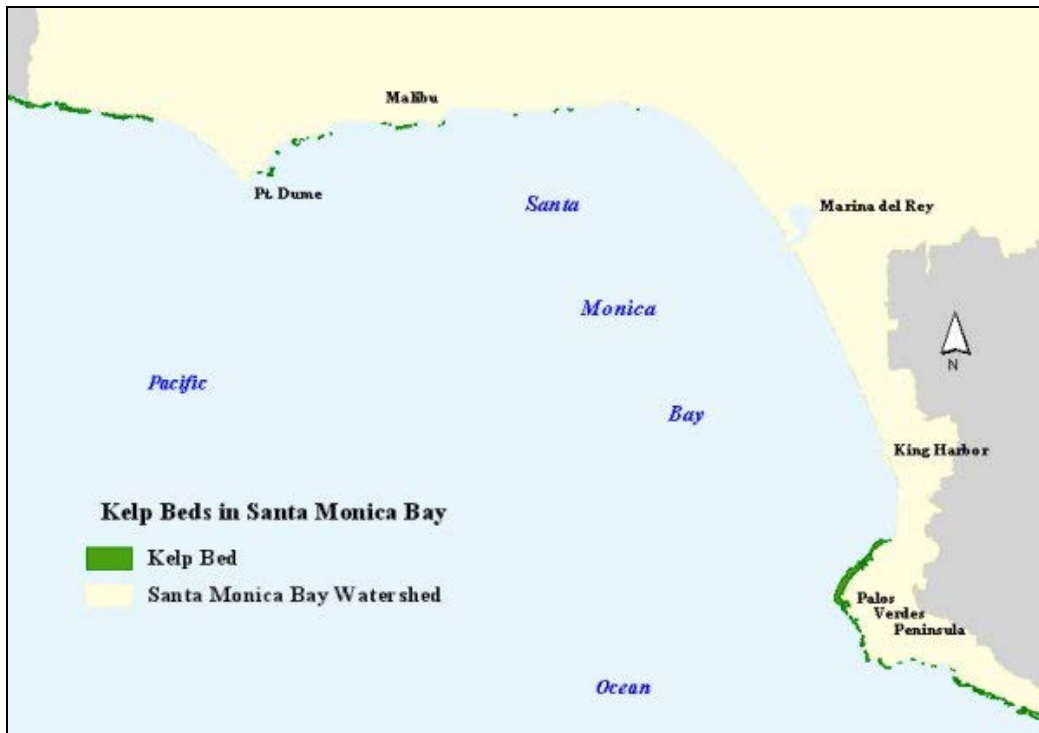 Malibu
Pt. Dume
Santa
Marina del Rey
Monica
N
Pacific
Bay
King Harbor
Kelp Beds in Santa Monica Bay
Kelp Bed
Santa Monica Bay Watershed
Palos
Verdes
Peninsula
Ocean